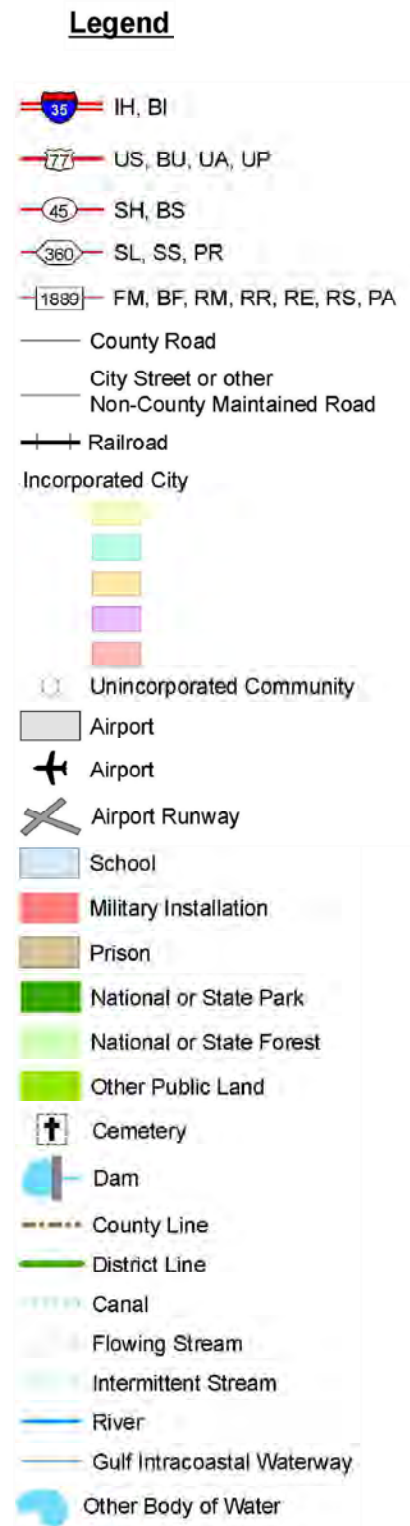 Legend
35 IH, BI
77 US, BU, UA, UP
45 SH, BS
360 SL, SS, PR
1889 FM, BF, RM, RR, RE, RS, PA
County Road
City Street or other
Non-County Maintained Road
Railroad
Incorporated City
Unincorporated Community
Airport
Airport
Airport Runway
School
Military Installation
Prison
National or State Park
National or State Forest
Other Public Land
Cemetery
Dam
County Line
District Line
Canal
Flowing Stream
Intermittent Stream
River
Gulf Intracoastal Waterway
Other Body of Water